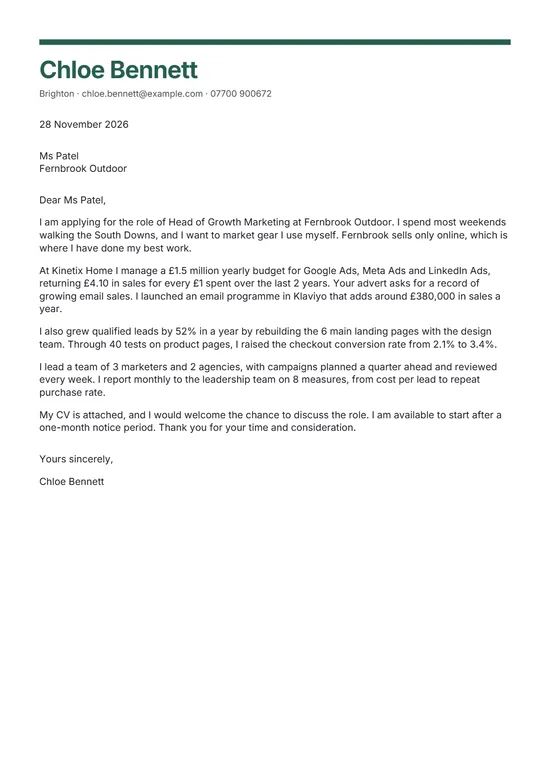 Chloe Bennett
Brighton · chloe.bennett@example.com · 07700 900672
28 November 2026
Ms Patel
Fernbrook Outdoor
Dear Ms Patel,
I am applying for the role of Head of Growth Marketing at Fernbrook Outdoor. I spend most weekends
walking the South Downs, and I want to market gear I use myself. Fernbrook sells only online, which is
where I have done my best work.
At Kinetix Home I manage a £1.5 million yearly budget for Google Ads, Meta Ads and LinkedIn Ads,
returning £4.10 in sales for every £1 spent over the last 2 years. Your advert asks for a record of
growing email sales. I launched an email programme in Klaviyo that adds around £380,000 in sales a
year.
I also grew qualified leads by 52% in a year by rebuilding the 6 main landing pages with the design
team. Through 40 tests on product pages, I raised the checkout conversion rate from 2.1% to 3.4%.
I lead a team of 3 marketers and 2 agencies, with campaigns planned a quarter ahead and reviewed
every week. I report monthly to the leadership team on 8 measures, from cost per lead to repeat
purchase rate.
My CV is attached, and I would welcome the chance to discuss the role. I am available to start after a
one-month notice period. Thank you for your time and consideration.
Yours sincerely,
Chloe Bennett